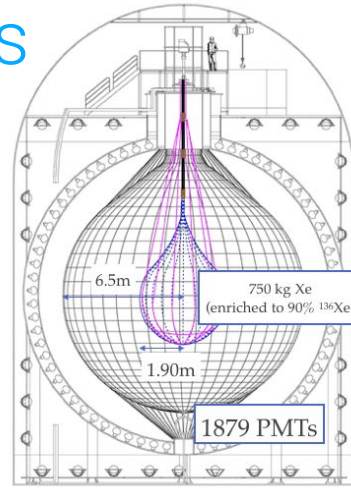 S
6.5m
750 kg Xe
(enriched to 90% ¹³⁶Xe
1.90m
1879 PMTs